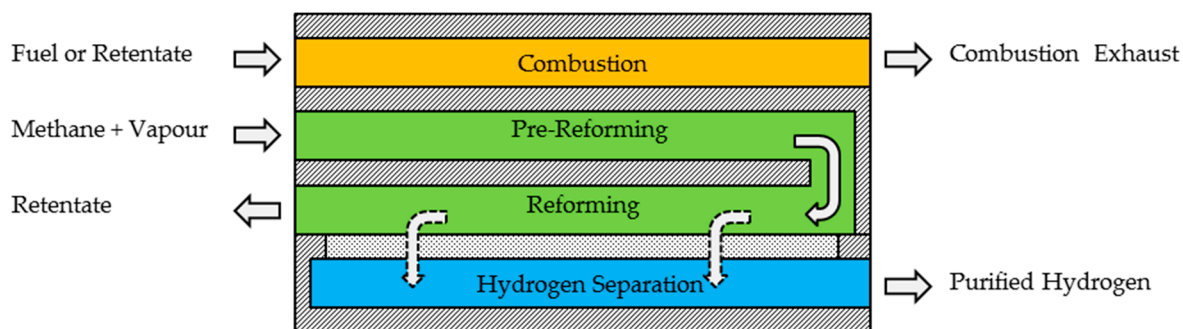 Fuel or Retentate
Combustion
Combustion Exhaust
Methane + Vapour
Pre-Reforming
Retentate
Reforming
Hydrogen Separation
Purified Hydrogen